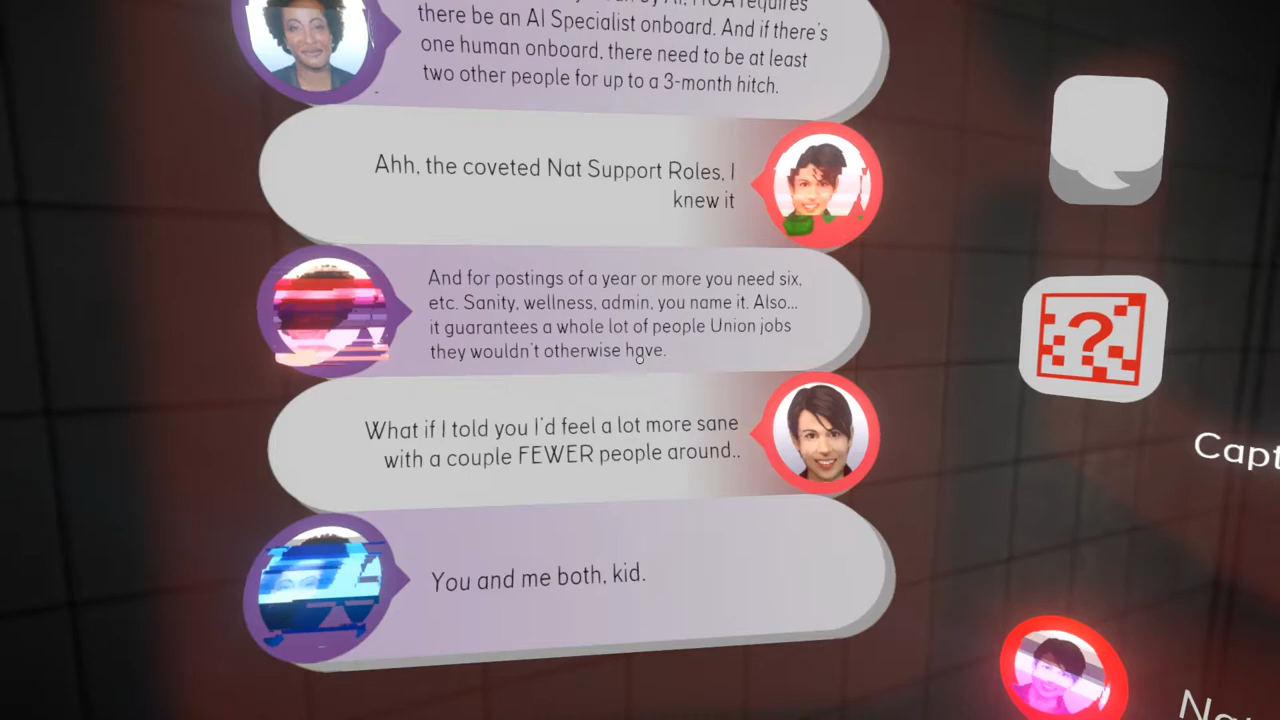 requires
there be an AI Specialist onboard. And if there's
one human onboard, there need to be at least
two other people for up to a 3-month hitch.
Ahh, the coveted Nat Support Roles, I
knew it
And for postings of a year or more you need six,
etc. Sanity, wellness, admin, you name it. Also...
it guarantees a whole lot of people Union jobs
they wouldn't otherwise have.
What if I told you I'd feel a lot more sane
with a couple FEWER people around..
You and me both, kid.
?
Capt